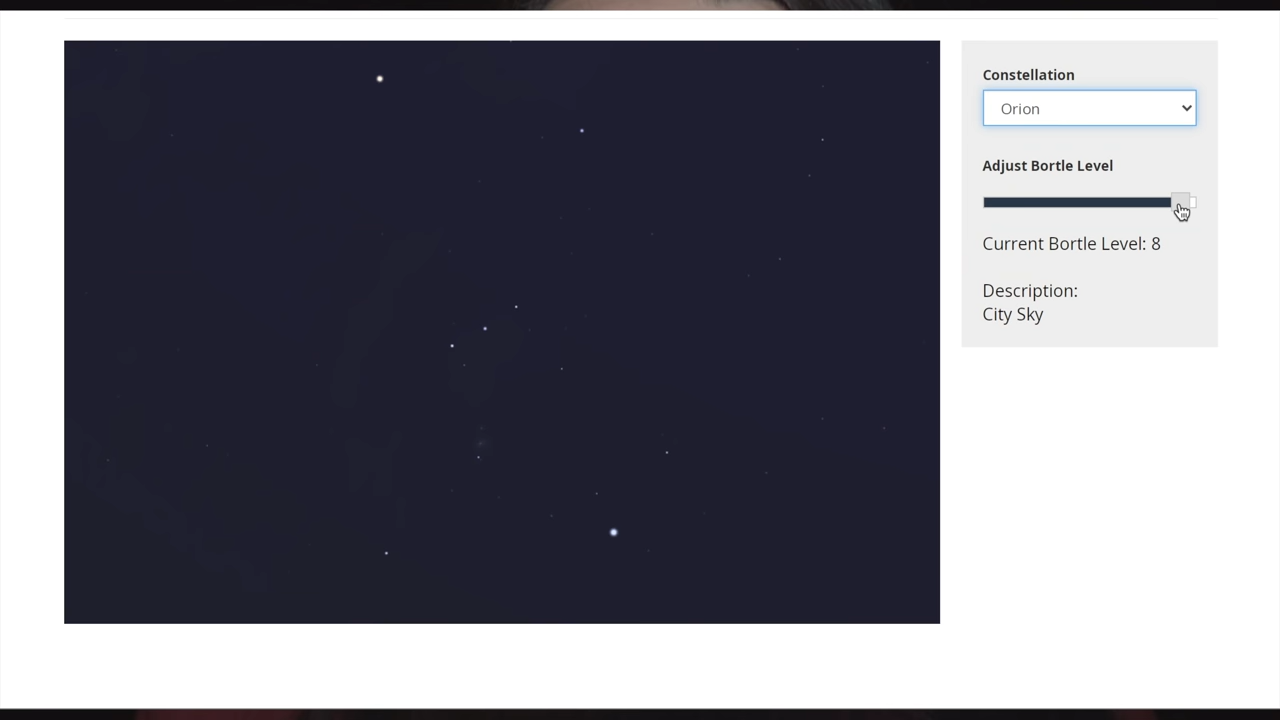 Constellation
Orion
Adjust Bortle Level
Current Bortle Level: 8
Description:
City Sky